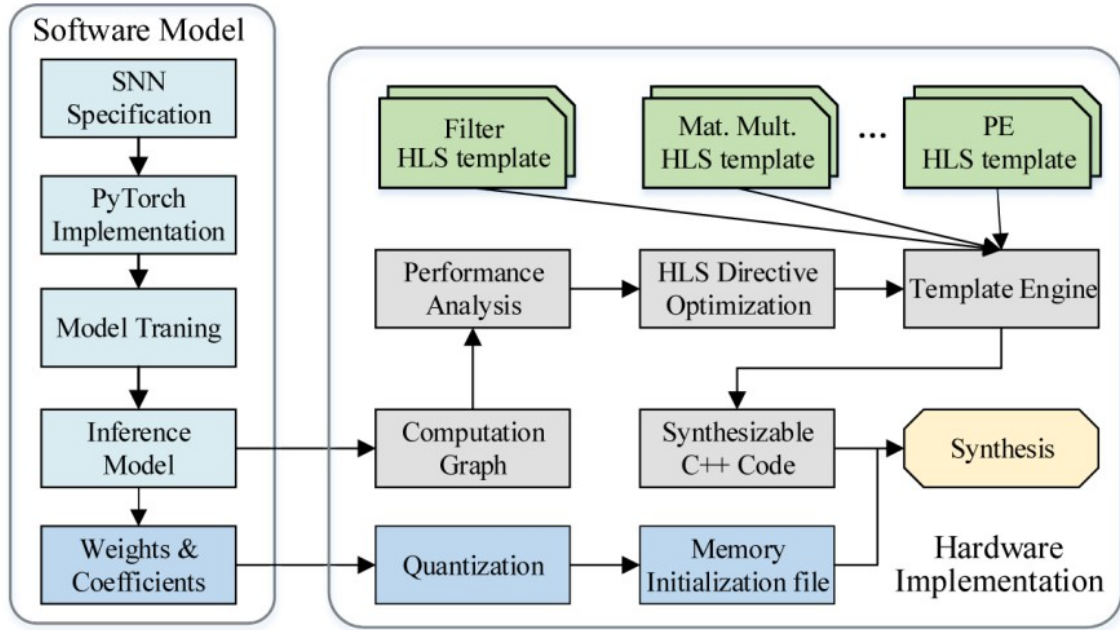 Software Model
SNN
Specification
PyTorch
Implementation
Model Traning
Inference
Model
Weights &
Coefficients
Filter
HLS template
Mat. Mult.
HLS template
...
PE
HLS template
Performance
Analysis
HLS Directive
Optimization
Template Engine
Computation
Graph
Synthesizable
C++ Code
Synthesis
Quantization
Memory
Initialization file
Hardware
Implementation